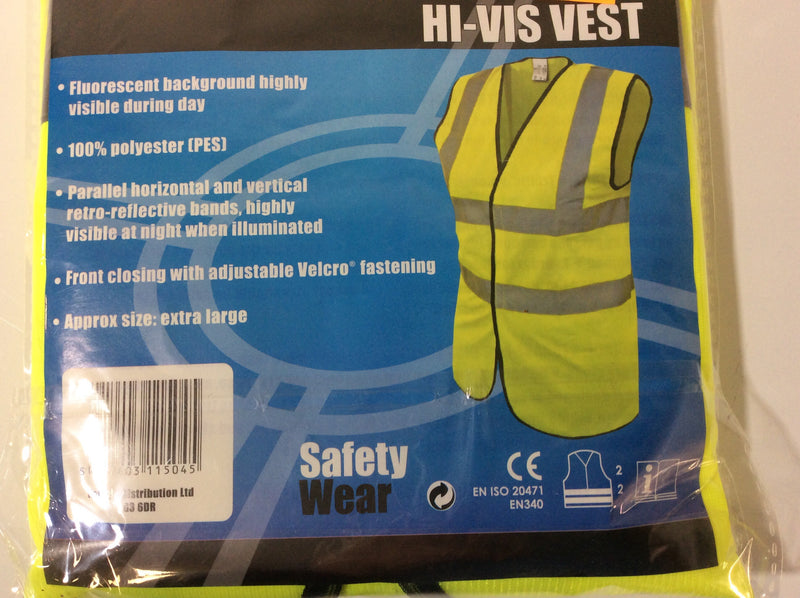 HI-VIS VEST
• Fluorescent background highly
visible during day
• 100% polyester (PES)
• Parallel horizontal and vertical
retro-reflective bands, highly
visible at night when illuminated
• Front closing with adjustable Velcro® fastening
• Approx size: extra large
115045
Ltd
6DR
Safety
Wear
CE
EN ISO 20471
EN340
2
2
i